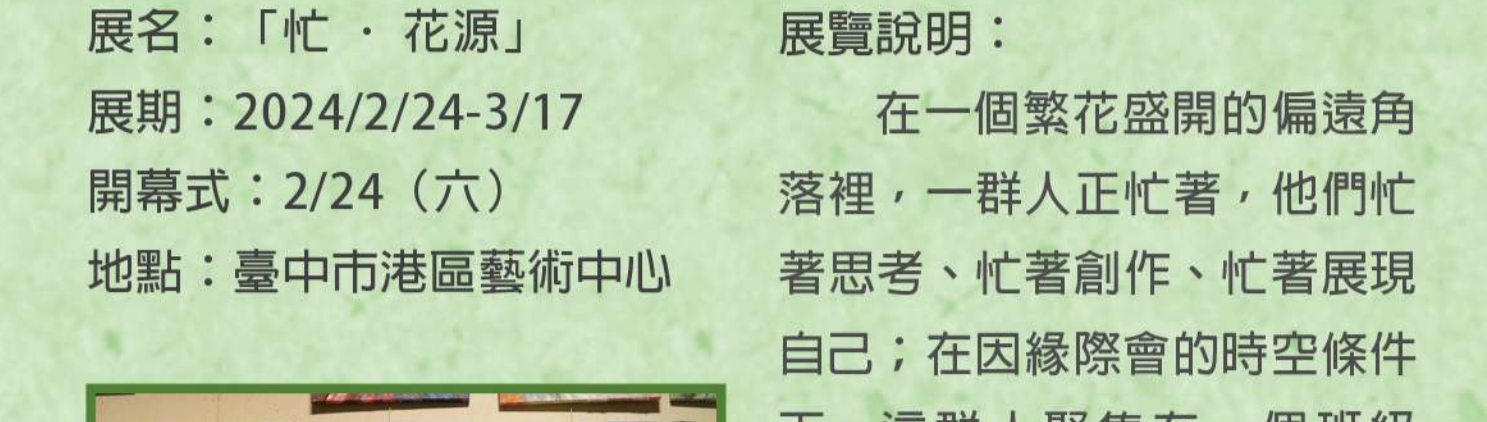 展名：「忙 · 花源」
展期：2024/2/24-3/17
開幕式：2/24（六）
地點：臺中市港區藝術中心
展覽說明：
在一個繁花盛開的偏遠角
落裡，一群人正忙著，他們忙
著思考、忙著創作、忙著展現
自己；在因緣際會的時空條件